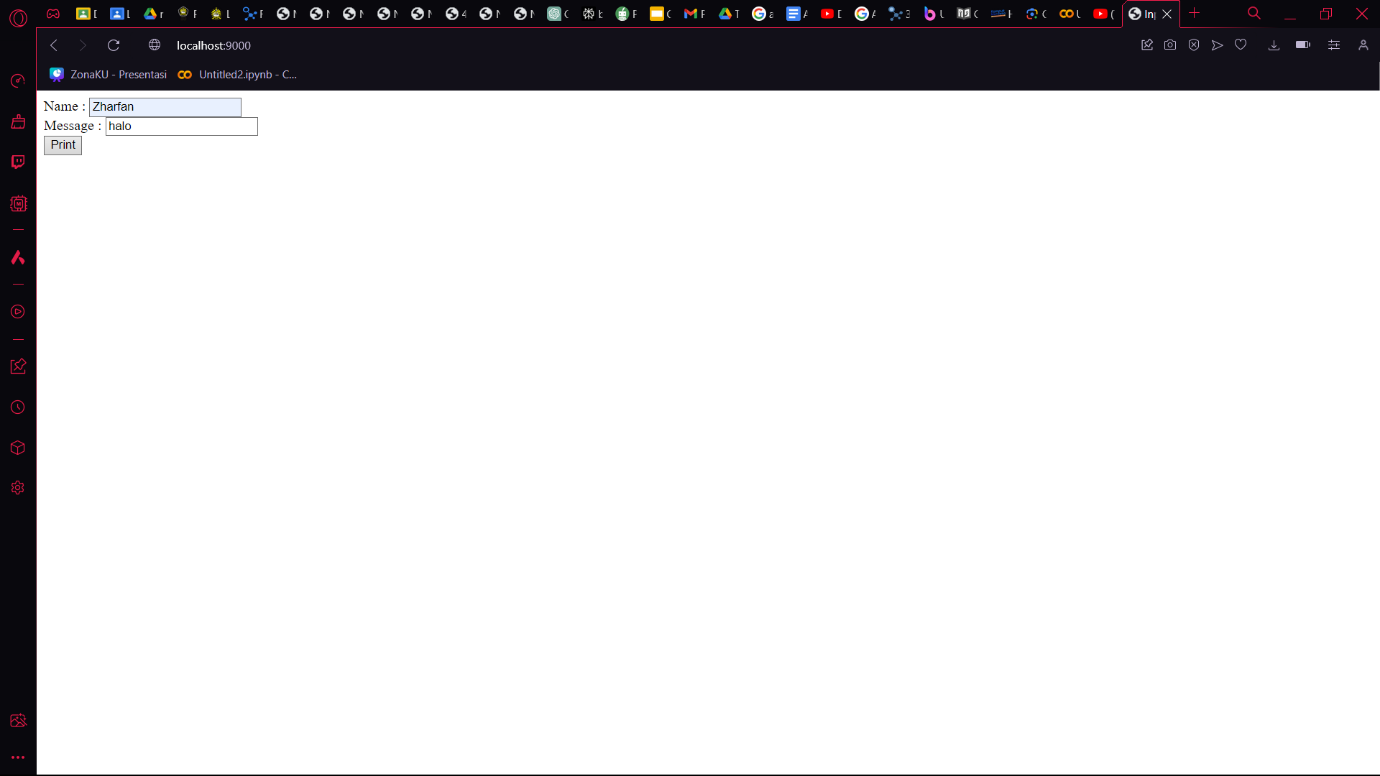 localhost:9000
ZonaKU - Presentasi
Untitled2.ipynb - C...
Name : Zharfan
Message : halo
Print